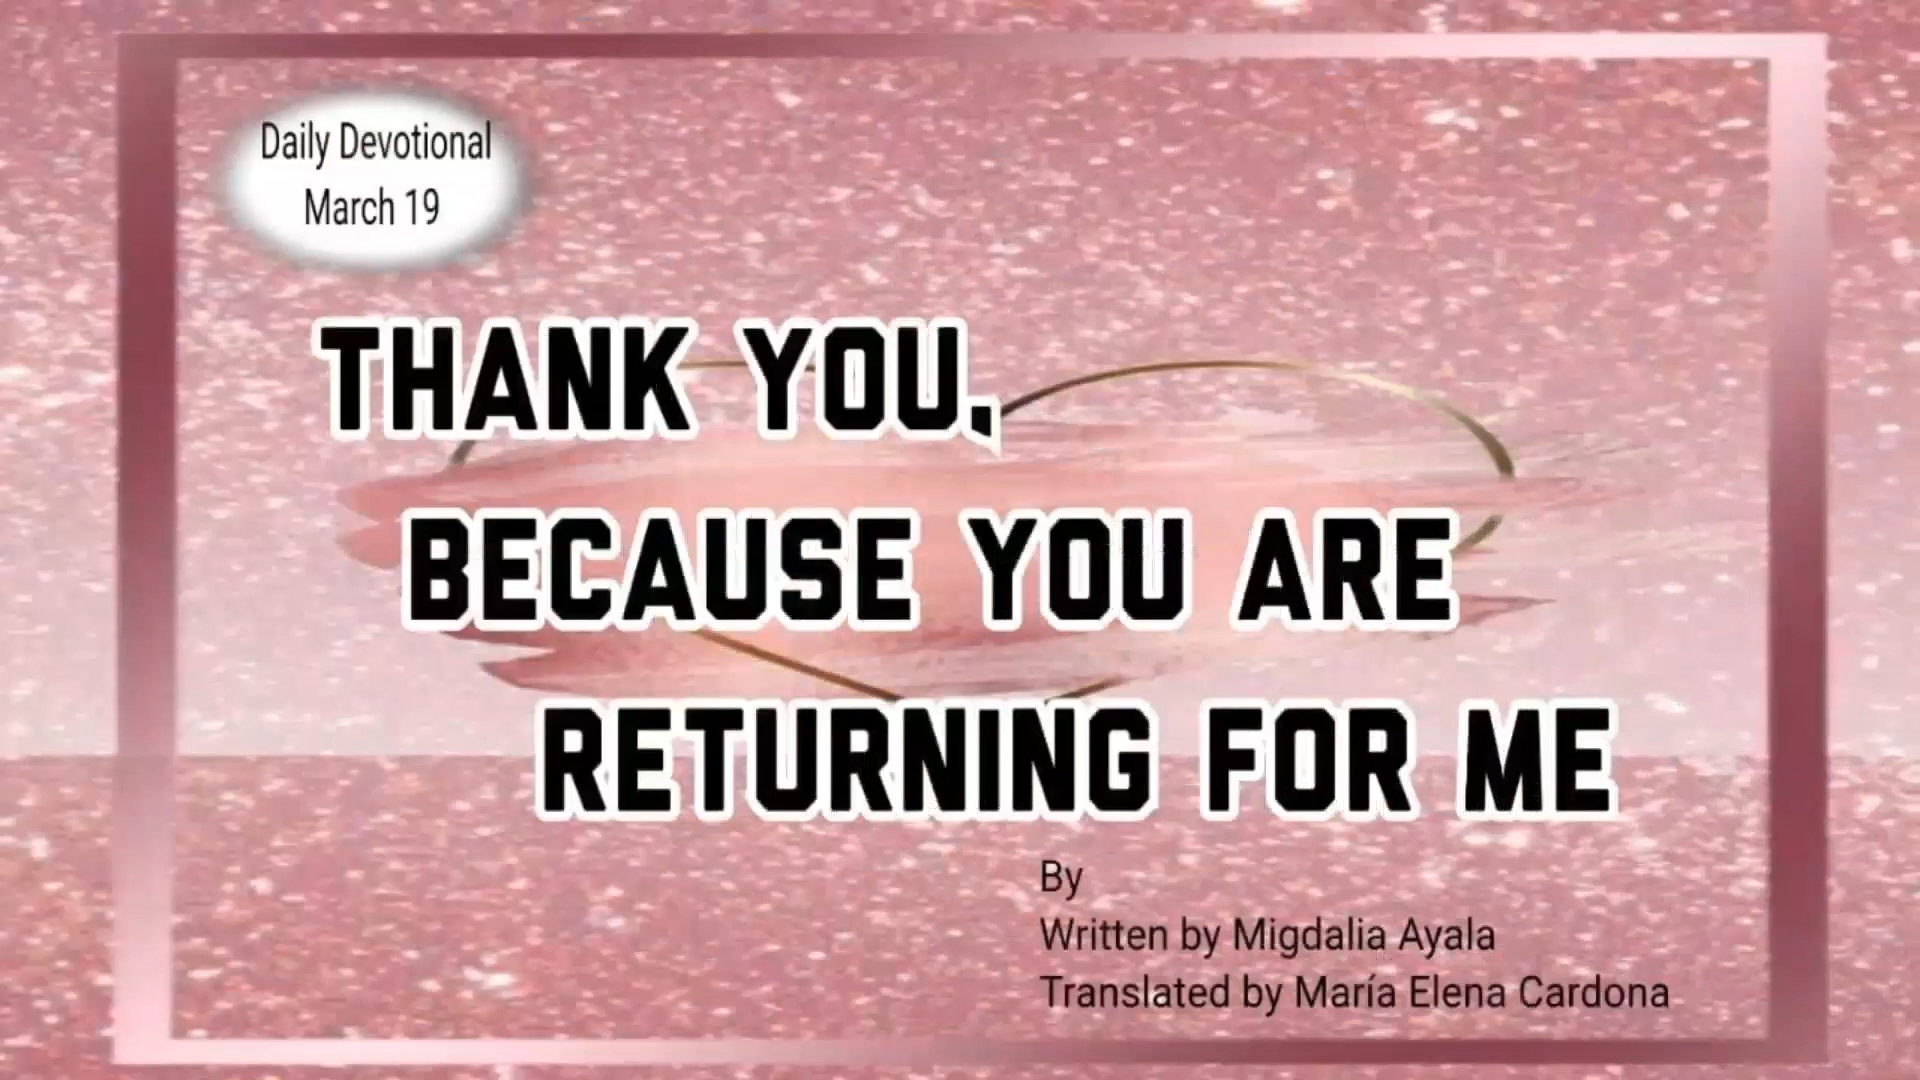 Daily Devotional
March 19
THANK YOU,
BECAUSE YOU ARE
RETURNING FOR ME
By
Written by Migdalia Ayala
Translated by María Elena Cardona